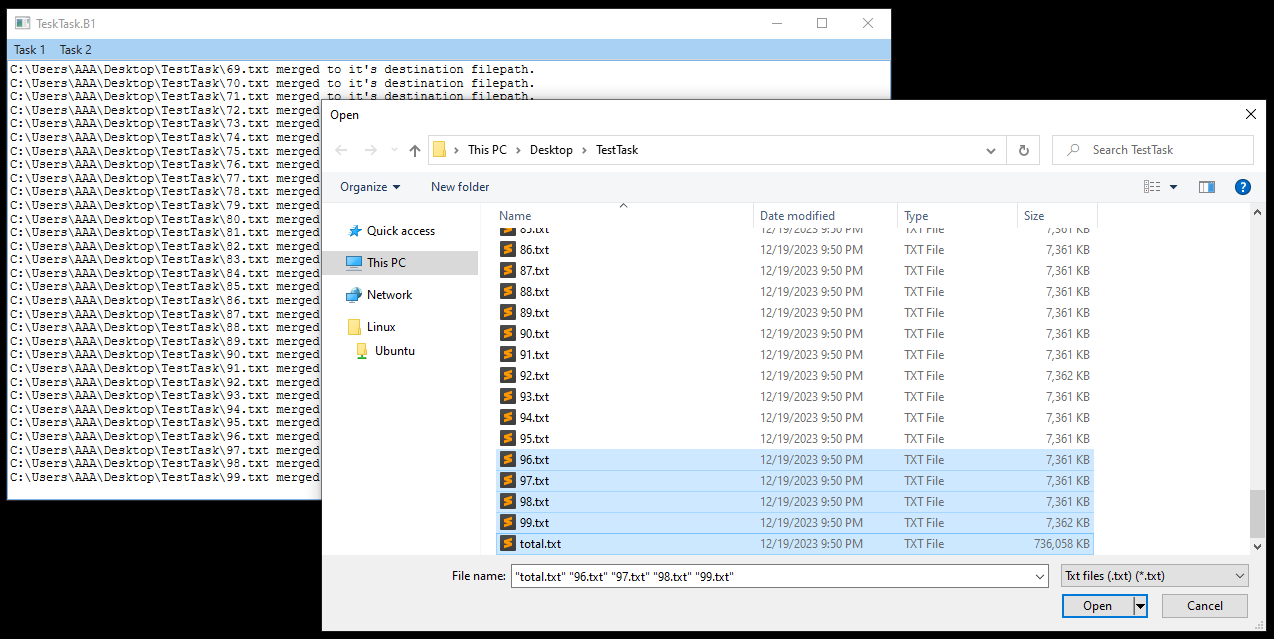 TeskTask.B1
Task 1 Task 2
C:\Users\AAA\Desktop\TestTask\69.txt merged to it's destination filepath.
C:\Users\AAA\Desktop\TestTask\70.txt merged to it's destination filepath.
C:\Users\AAA\Desktop\TestTask\71.txt merged to it's destination filepath.
C:\Users\AAA\Desktop\TestTask\72.txt merged
C:\Users\AAA\Desktop\TestTask\73.txt merged
C:\Users\AAA\Desktop\TestTask\74.txt merged
C:\Users\AAA\Desktop\TestTask\75.txt merged
C:\Users\AAA\Desktop\TestTask\76.txt merged
C:\Users\AAA\Desktop\TestTask\77.txt merged
C:\Users\AAA\Desktop\TestTask\78.txt merged
C:\Users\AAA\Desktop\TestTask\79.txt merged
C:\Users\AAA\Desktop\TestTask\80.txt merged
C:\Users\AAA\Desktop\TestTask\81.txt merged
C:\Users\AAA\Desktop\TestTask\82.txt merged
C:\Users\AAA\Desktop\TestTask\83.txt merged
C:\Users\AAA\Desktop\TestTask\84.txt merged
C:\Users\AAA\Desktop\TestTask\85.txt merged
C:\Users\AAA\Desktop\TestTask\86.txt merged
C:\Users\AAA\Desktop\TestTask\87.txt merged
C:\Users\AAA\Desktop\TestTask\88.txt merged
C:\Users\AAA\Desktop\TestTask\89.txt merged
C:\Users\AAA\Desktop\TestTask\90.txt merged
C:\Users\AAA\Desktop\TestTask\91.txt merged
C:\Users\AAA\Desktop\TestTask\92.txt merged
C:\Users\AAA\Desktop\TestTask\93.txt merged
C:\Users\AAA\Desktop\TestTask\94.txt merged
C:\Users\AAA\Desktop\TestTask\95.txt merged
C:\Users\AAA\Desktop\TestTask\96.txt merged
C:\Users\AAA\Desktop\TestTask\97.txt merged
C:\Users\AAA\Desktop\TestTask\98.txt merged
C:\Users\AAA\Desktop\TestTask\99.txt merged
Open
This PC > Desktop > TestTask
Search TestTask
Organize New folder
Quick access
This PC
Network
Linux
Ubuntu
Name Date modified Type Size
85.txt 12/19/2023 9:50 PM TXT File 7,361 KB
86.txt 12/19/2023 9:50 PM TXT File 7,361 KB
87.txt 12/19/2023 9:50 PM TXT File 7,361 KB
88.txt 12/19/2023 9:50 PM TXT File 7,361 KB
89.txt 12/19/2023 9:50 PM TXT File 7,361 KB
90.txt 12/19/2023 9:50 PM TXT File 7,361 KB
91.txt 12/19/2023 9:50 PM TXT File 7,361 KB
92.txt 12/19/2023 9:50 PM TXT File 7,362 KB
93.txt 12/19/2023 9:50 PM TXT File 7,361 KB
94.txt 12/19/2023 9:50 PM TXT File 7,361 KB
95.txt 12/19/2023 9:50 PM TXT File 7,361 KB
96.txt 12/19/2023 9:50 PM TXT File 7,361 KB
97.txt 12/19/2023 9:50 PM TXT File 7,361 KB
98.txt 12/19/2023 9:50 PM TXT File 7,361 KB
99.txt 12/19/2023 9:50 PM TXT File 7,362 KB
total.txt 12/19/2023 9:50 PM TXT File 736,058 KB
File name: "total.txt" "96.txt" "97.txt" "98.txt" "99.txt"
Txt files (.txt) (*.txt)
Open Cancel